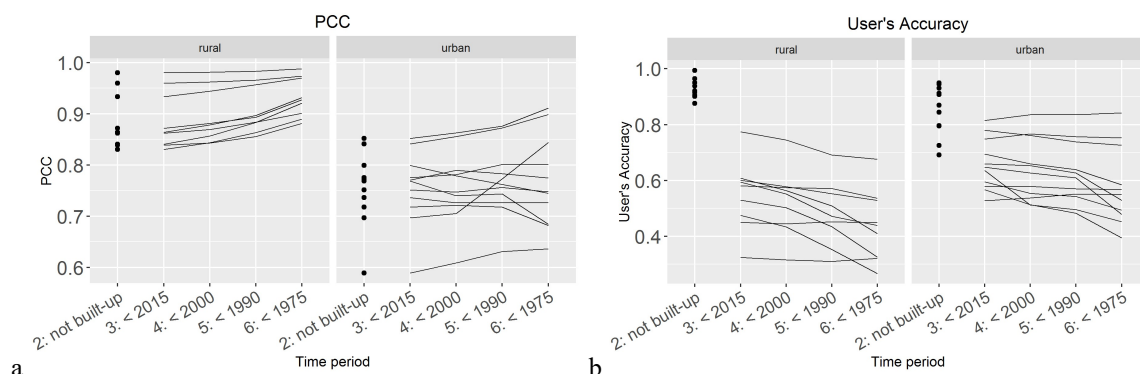 PCC
rural
urban
1.0
0.9
0.8
0.7
0.6
PCC
2: not built-up
3: < 2015
4: < 2000
5: < 1990
6: < 1975
2: not built-up
3: < 2015
4: < 2000
5: < 1990
6: < 1975
Time period
a
User's Accuracy
rural
urban
1.0
0.8
0.6
0.4
User's Accuracy
2: not built-up
3: < 2015
4: < 2000
5: < 1990
6: < 1975
2: not built-up
3: < 2015
4: < 2000
5: < 1990
6: < 1975
Time period
b